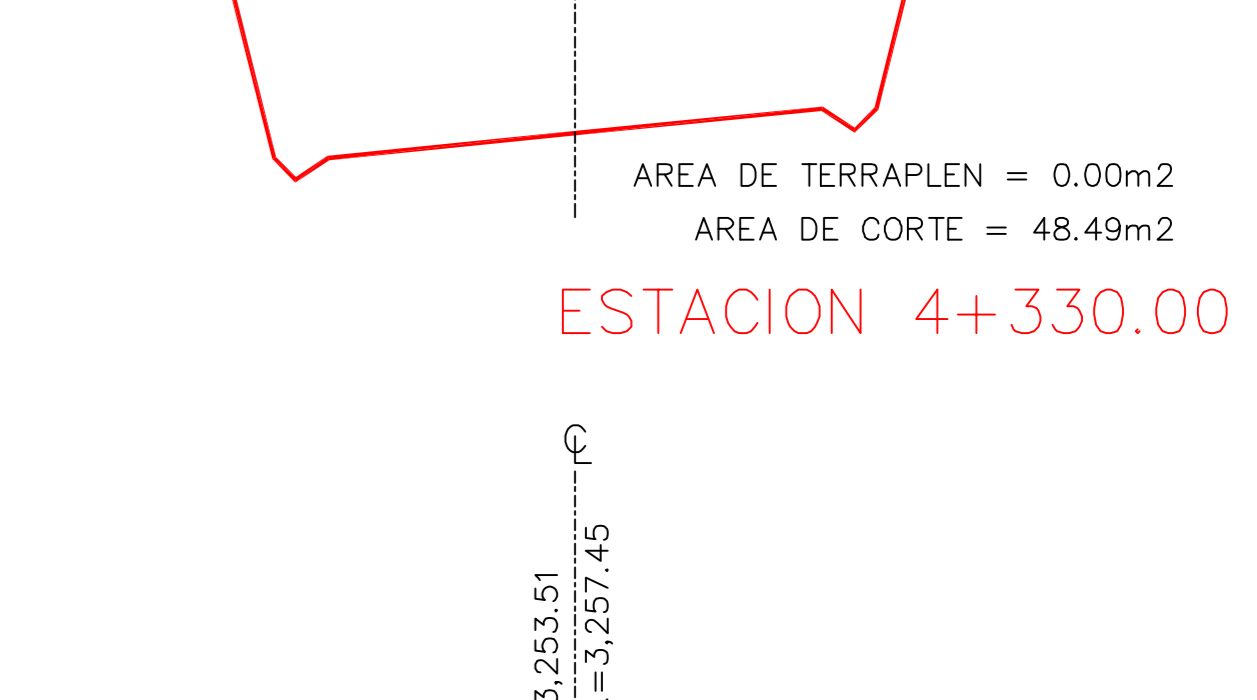 AREA DE TERRAPLEN = 0.00m2
AREA DE CORTE = 48.49m2
ESTACION 4+330.00
℄
3,253.51
.=3,257.45